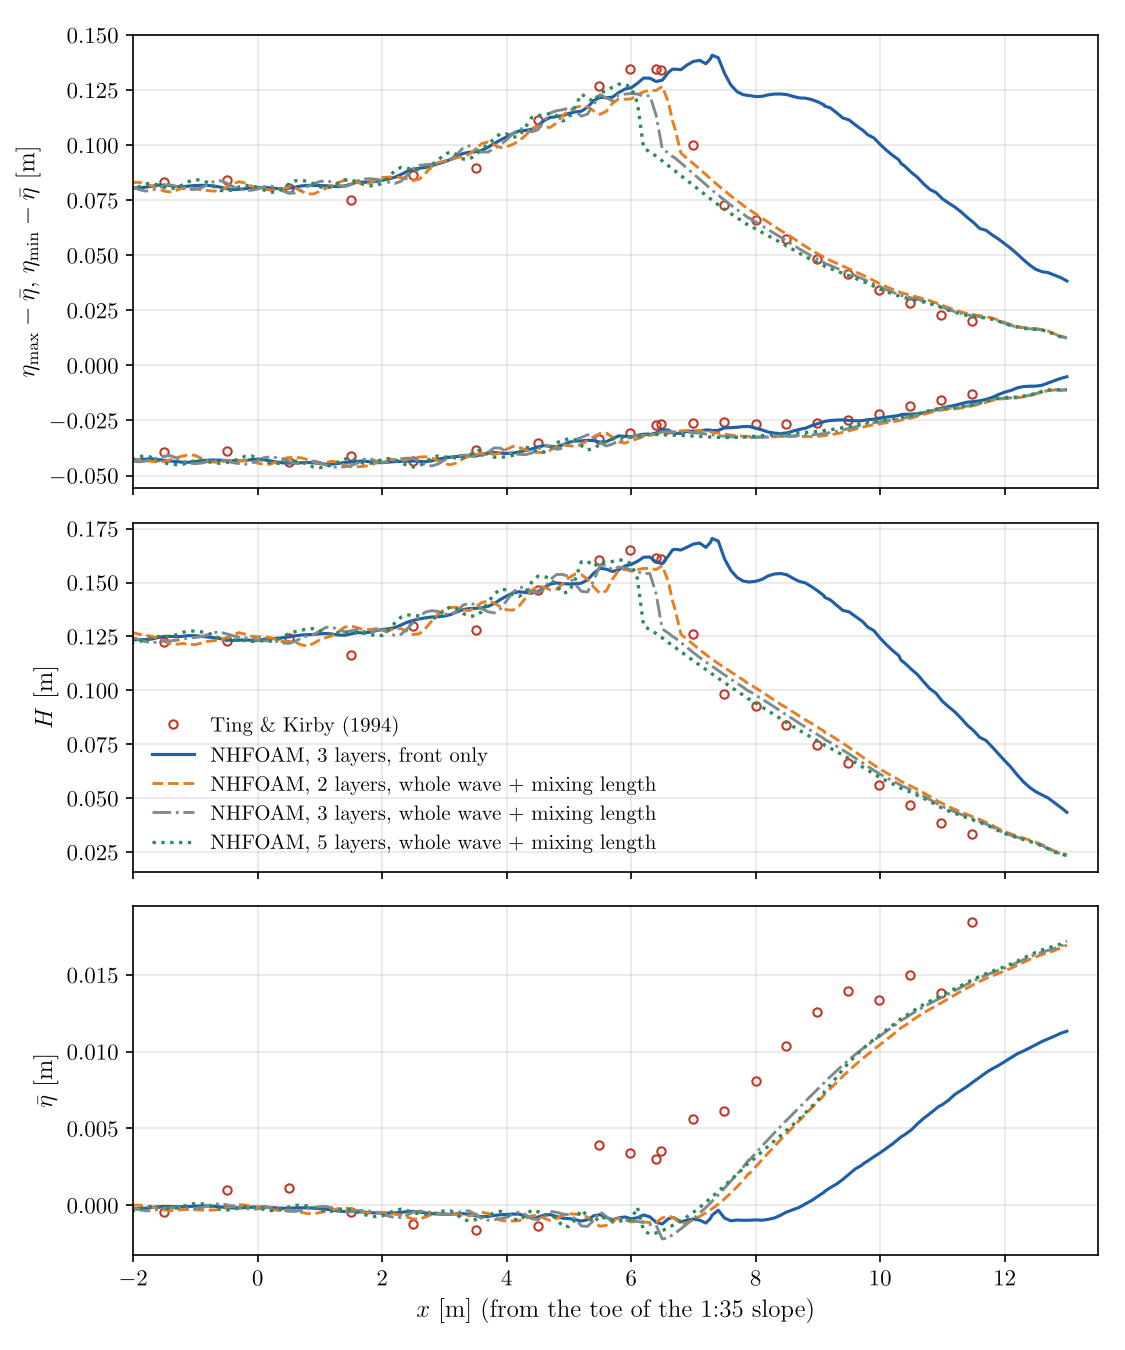 0.150
0.125
0.100
0.075
0.050
0.025
0.000
−0.025
−0.050
η_max − η̄, η_min − η̄ [m]
0.175
0.150
0.125
0.100
0.075
0.050
0.025
H [m]
Ting & Kirby (1994)
NHFOAM, 3 layers, front only
NHFOAM, 2 layers, whole wave + mixing length
NHFOAM, 3 layers, whole wave + mixing length
NHFOAM, 5 layers, whole wave + mixing length
0.015
0.010
0.005
0.000
η̄ [m]
−2 0 2 4 6 8 10 12
x [m] (from the toe of the 1:35 slope)